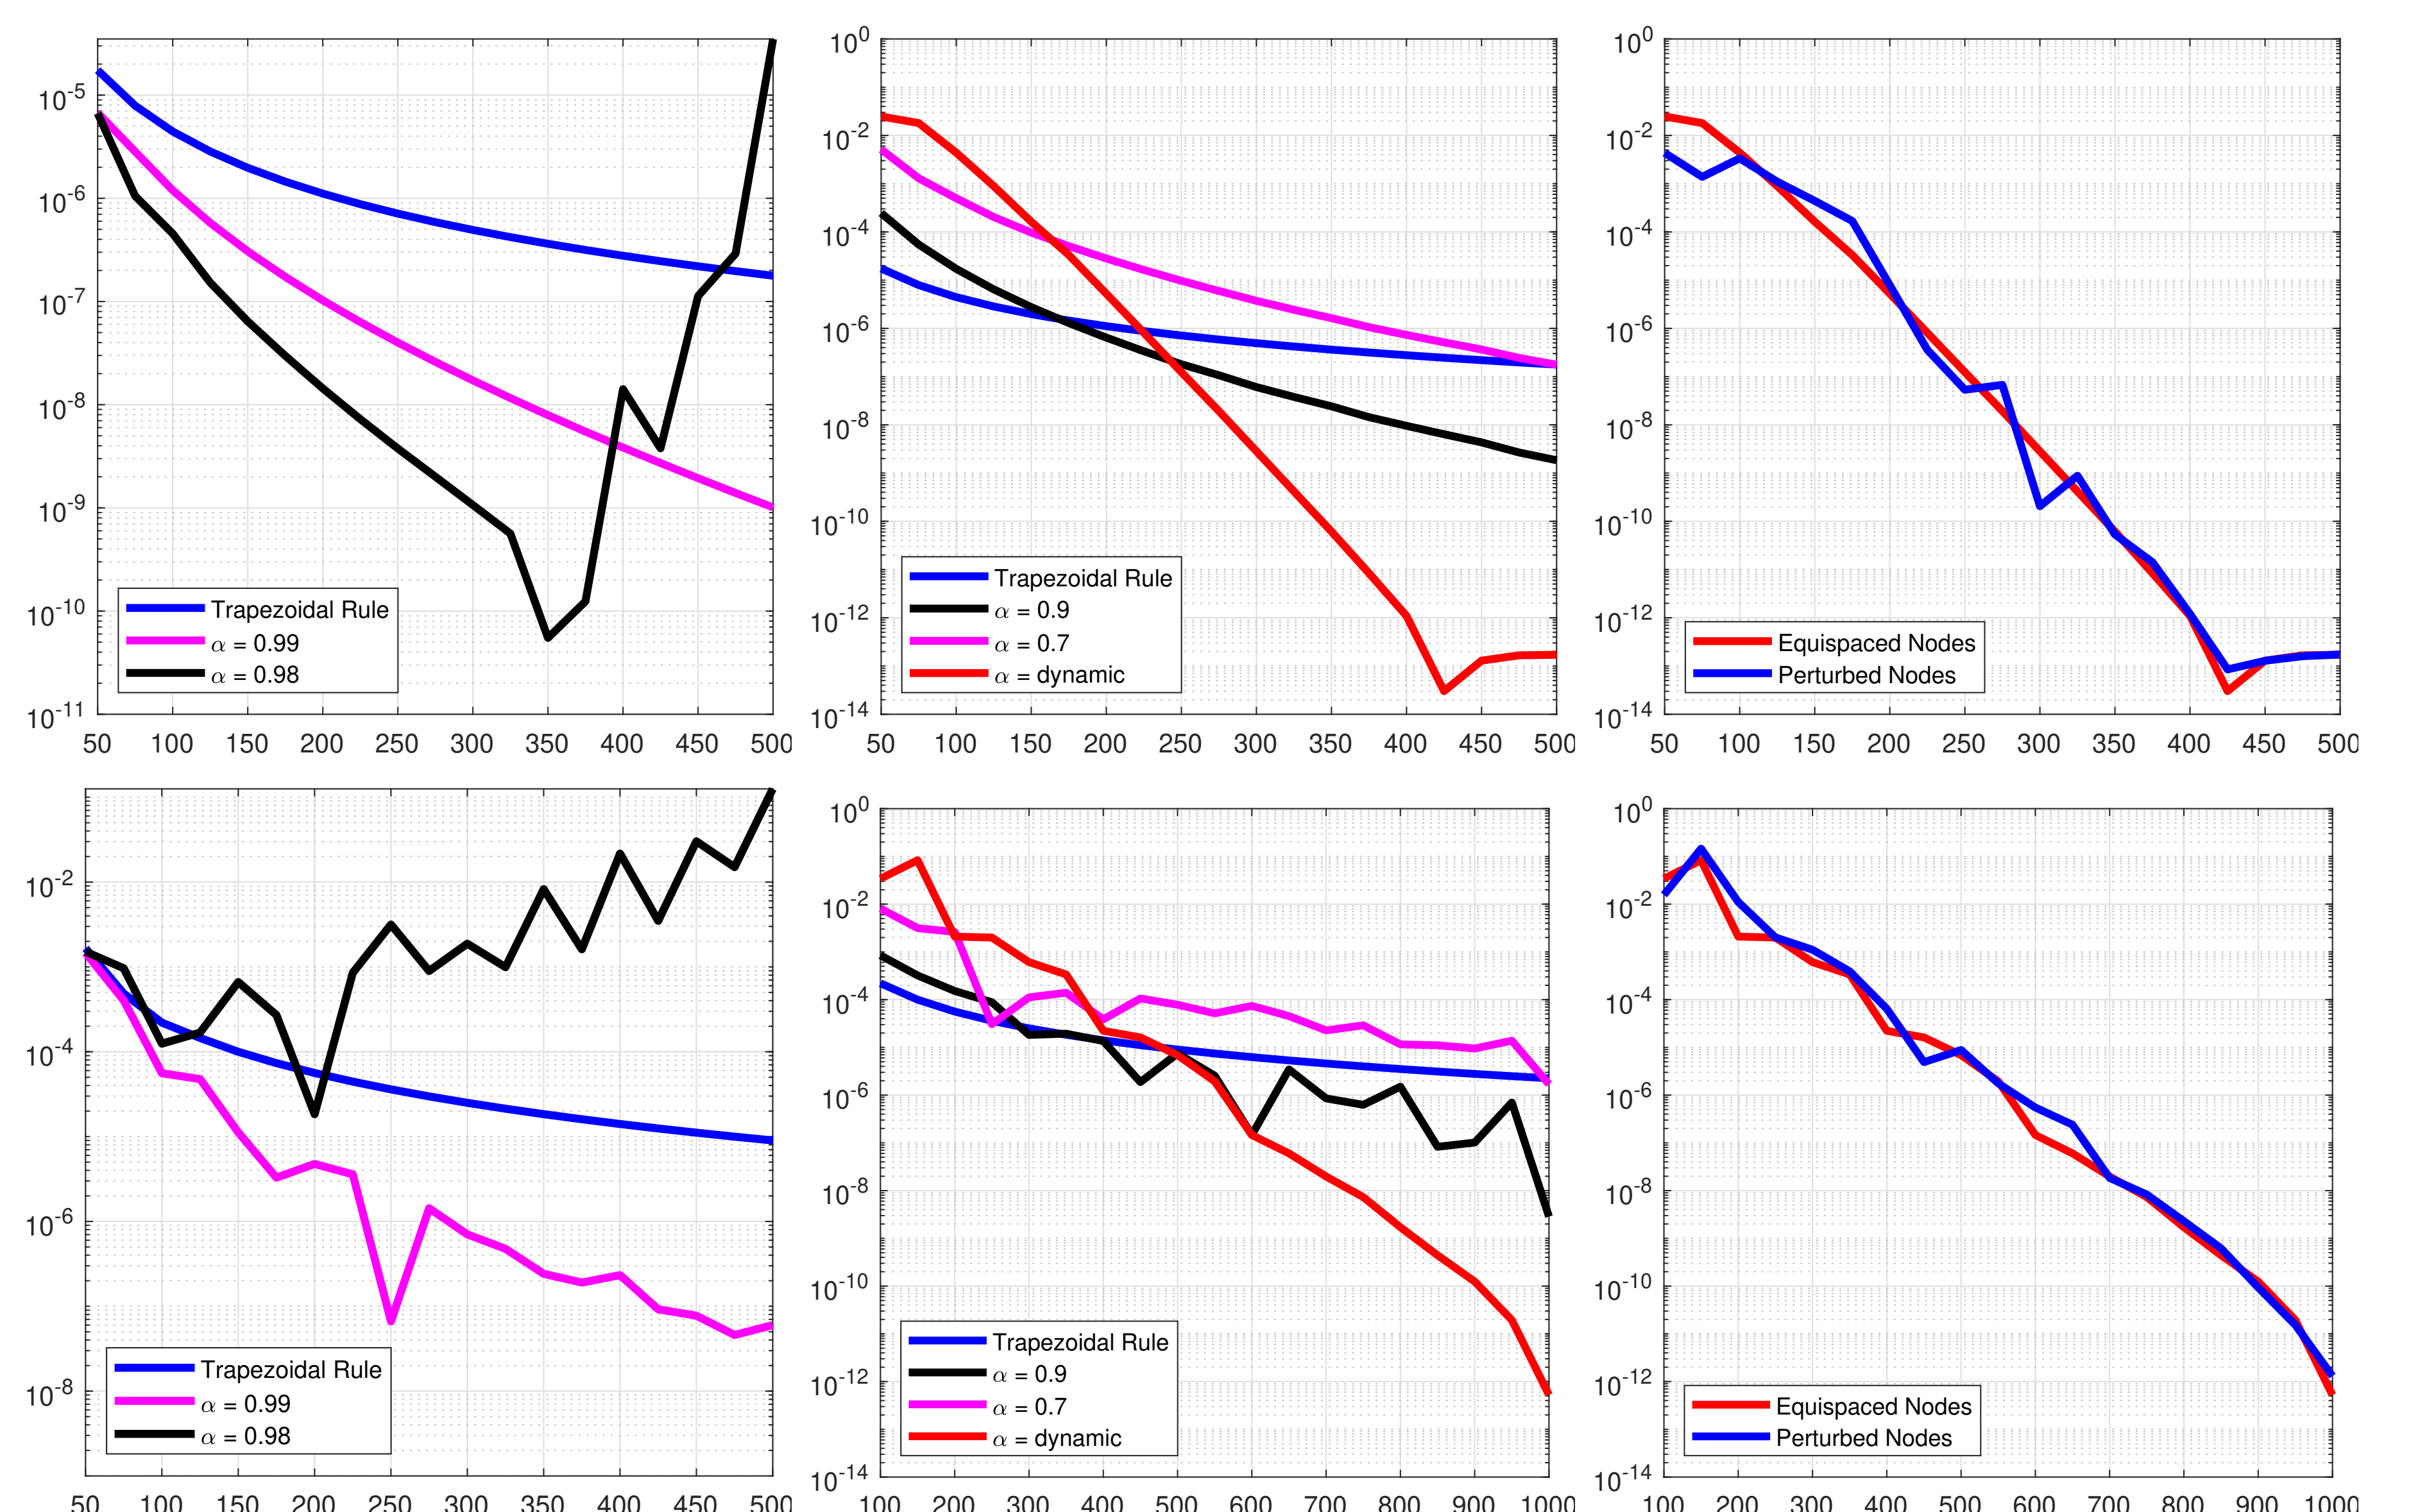 10^-5
10^-6
10^-7
10^-8
10^-9
10^-10
10^-11
50 100 150 200 250 300 350 400 450 500
Trapezoidal Rule
α = 0.99
α = 0.98
10^0
10^-2
10^-4
10^-6
10^-8
10^-10
10^-12
10^-14
50 100 150 200 250 300 350 400 450 500
Trapezoidal Rule
α = 0.9
α = 0.7
α = dynamic
10^0
10^-2
10^-4
10^-6
10^-8
10^-10
10^-12
10^-14
50 100 150 200 250 300 350 400 450 500
Equispaced Nodes
Perturbed Nodes
10^-2
10^-4
10^-6
10^-8
50 100 150 200 250 300 350 400 450 500
Trapezoidal Rule
α = 0.99
α = 0.98
10^0
10^-2
10^-4
10^-6
10^-8
10^-10
10^-12
10^-14
100 200 300 400 500 600 700 800 900 1000
Trapezoidal Rule
α = 0.9
α = 0.7
α = dynamic
10^0
10^-2
10^-4
10^-6
10^-8
10^-10
10^-12
10^-14
100 200 300 400 500 600 700 800 900 1000
Equispaced Nodes
Perturbed Nodes